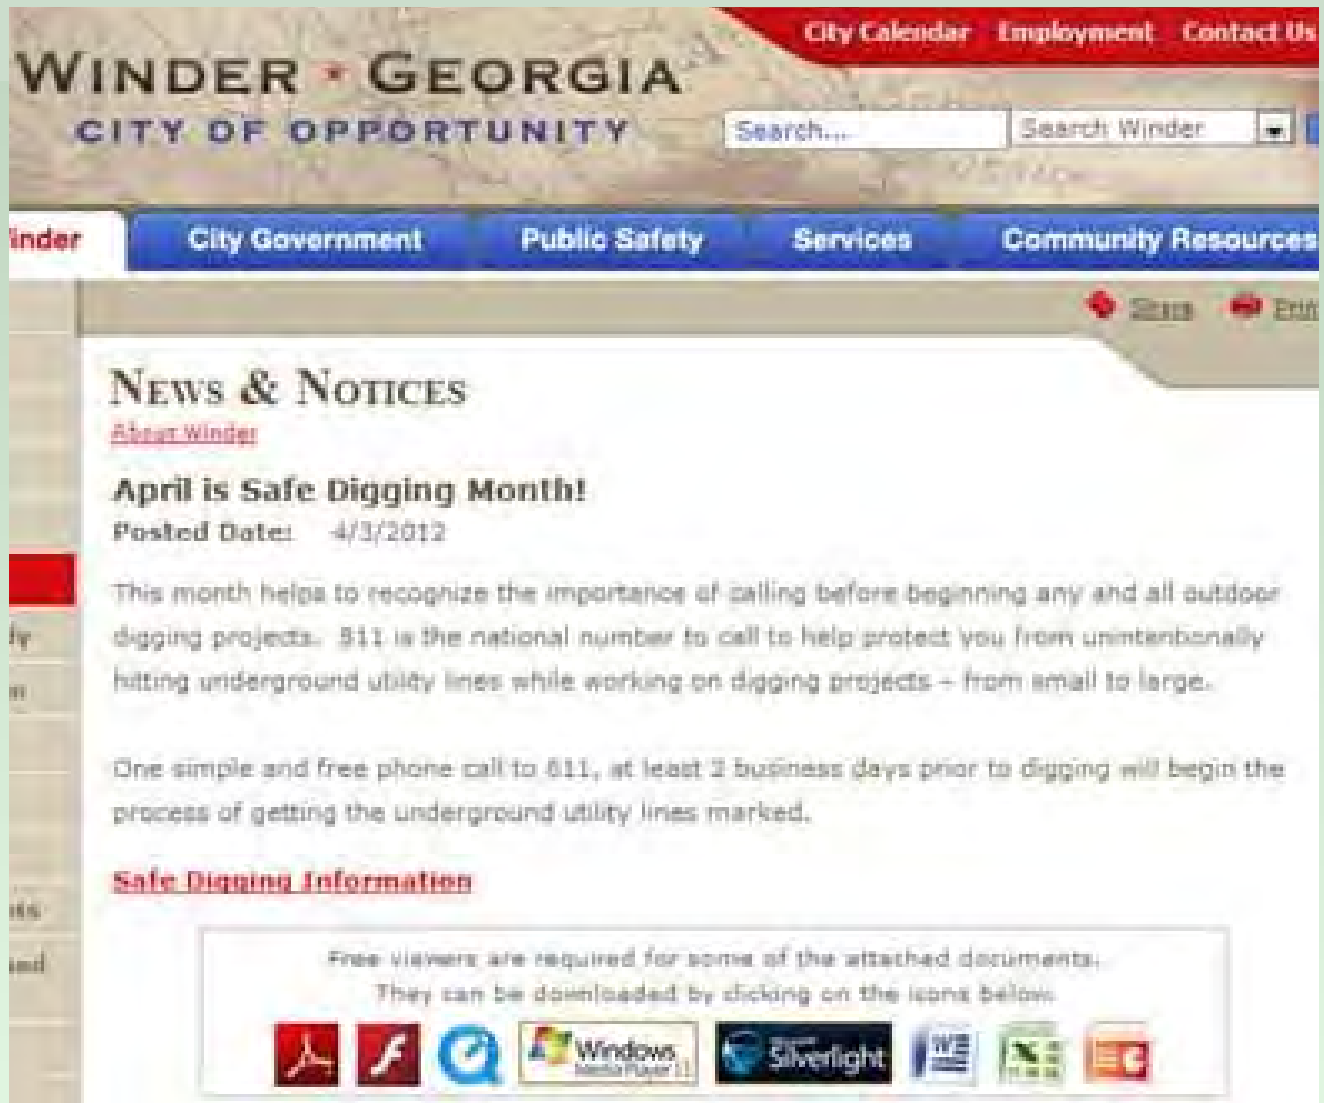 City Calendar Employment Contact Us
WINDER • GEORGIA
CITY OF OPPORTUNITY
Search... Search Winder
inder City Government Public Safety Services Community Resources
Share Prin
NEWS & NOTICES
About Winder
April is Safe Digging Month!
Posted Date: 4/3/2012
This month helps to recognize the importance of calling before beginning any and all outdoor
digging projects. 811 is the national number to call to help protect you from unintentionally
hitting underground utility lines while working on digging projects – from small to large.
One simple and free phone call to 811, at least 2 business days prior to digging will begin the
process of getting the underground utility lines marked.
Safe Digging Information
Free viewers are required for some of the attached documents.
They can be downloaded by clicking on the icons below.
Windows
Media Player 11
Microsoft
Silverlight